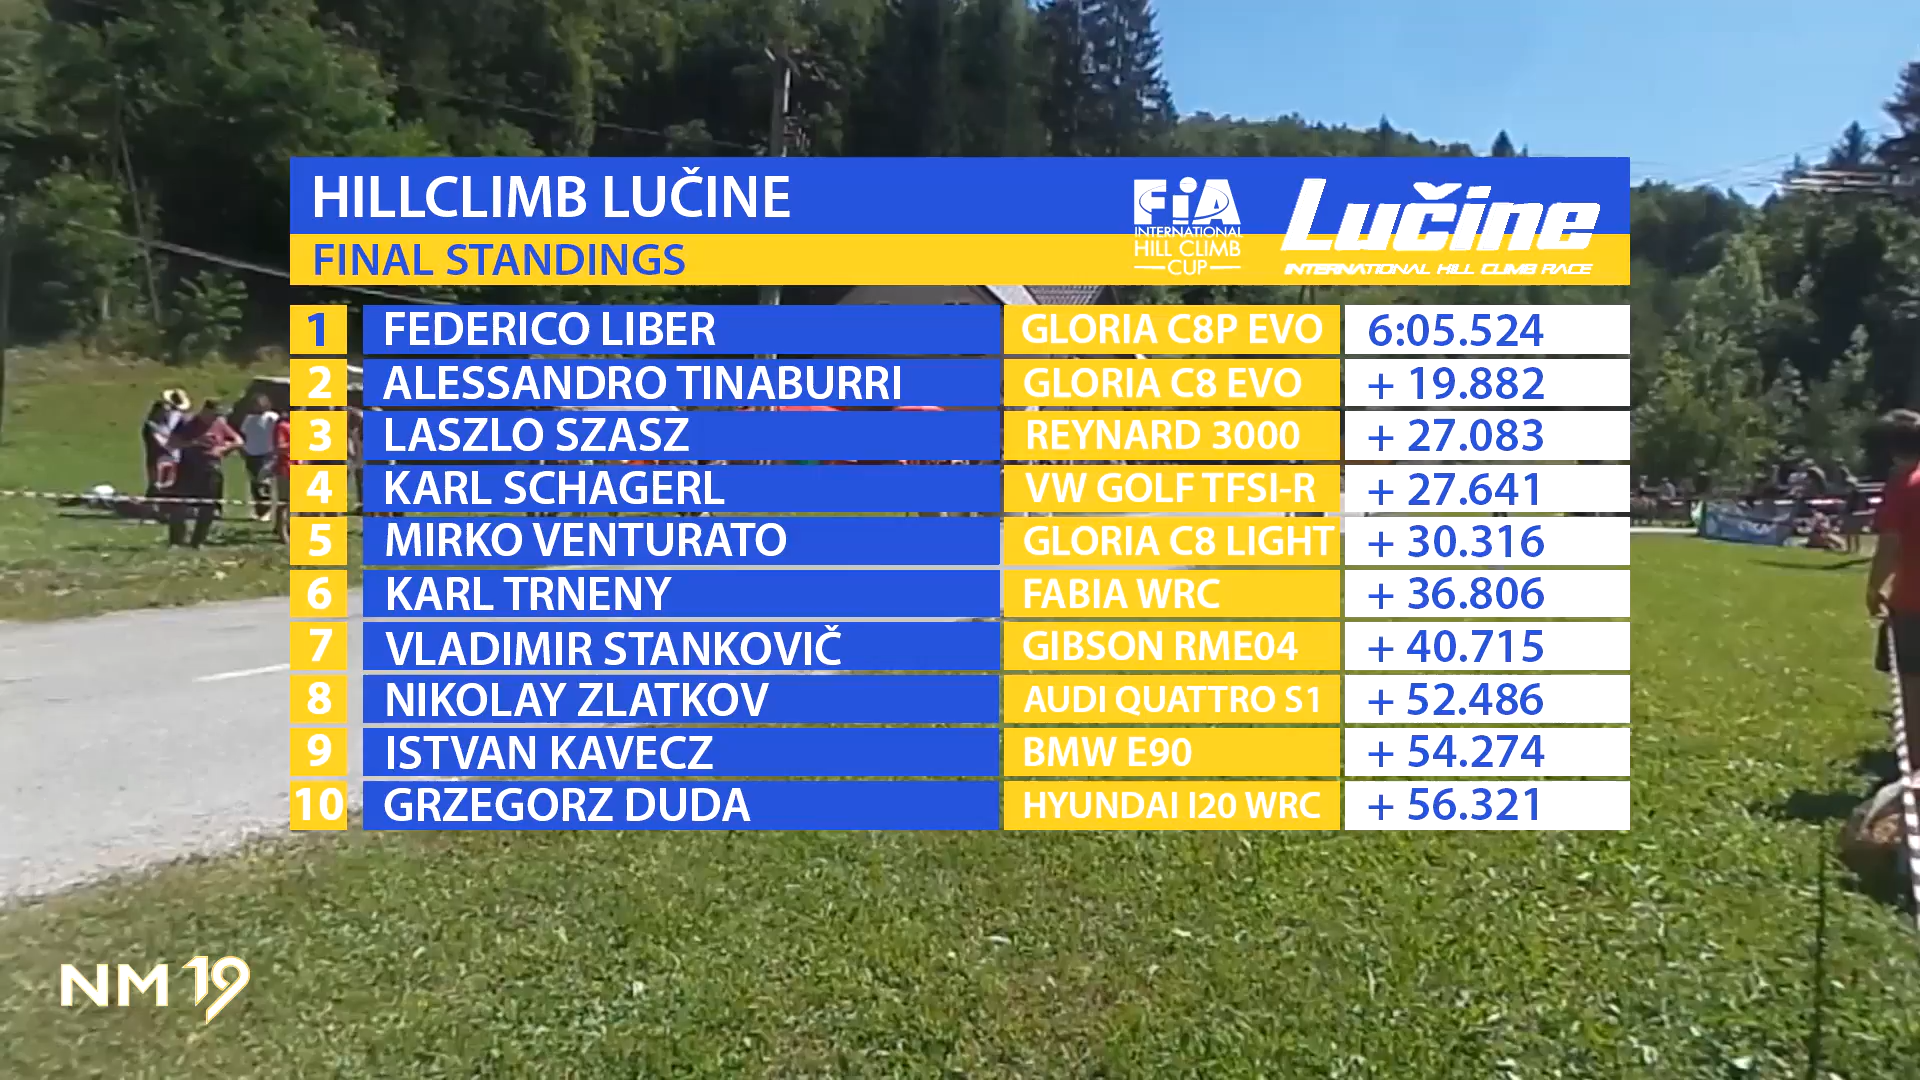 HILLCLIMB LUČINE
FINAL STANDINGS
FiA
INTERNATIONAL
HILL CLIMB
CUP
Lučine
INTERNATIONAL HILL CLIMB RACE
1 FEDERICO LIBER GLORIA C8P EVO 6:05.524
2 ALESSANDRO TINABURRI GLORIA C8 EVO + 19.882
3 LASZLO SZASZ REYNARD 3000 + 27.083
4 KARL SCHAGERL VW GOLF TFSI-R + 27.641
5 MIRKO VENTURATO GLORIA C8 LIGHT + 30.316
6 KARL TRNENY FABIA WRC + 36.806
7 VLADIMIR STANKOVIČ GIBSON RME04 + 40.715
8 NIKOLAY ZLATKOV AUDI QUATTRO S1 + 52.486
9 ISTVAN KAVECZ BMW E90 + 54.274
10 GRZEGORZ DUDA HYUNDAI I20 WRC + 56.321
NM19